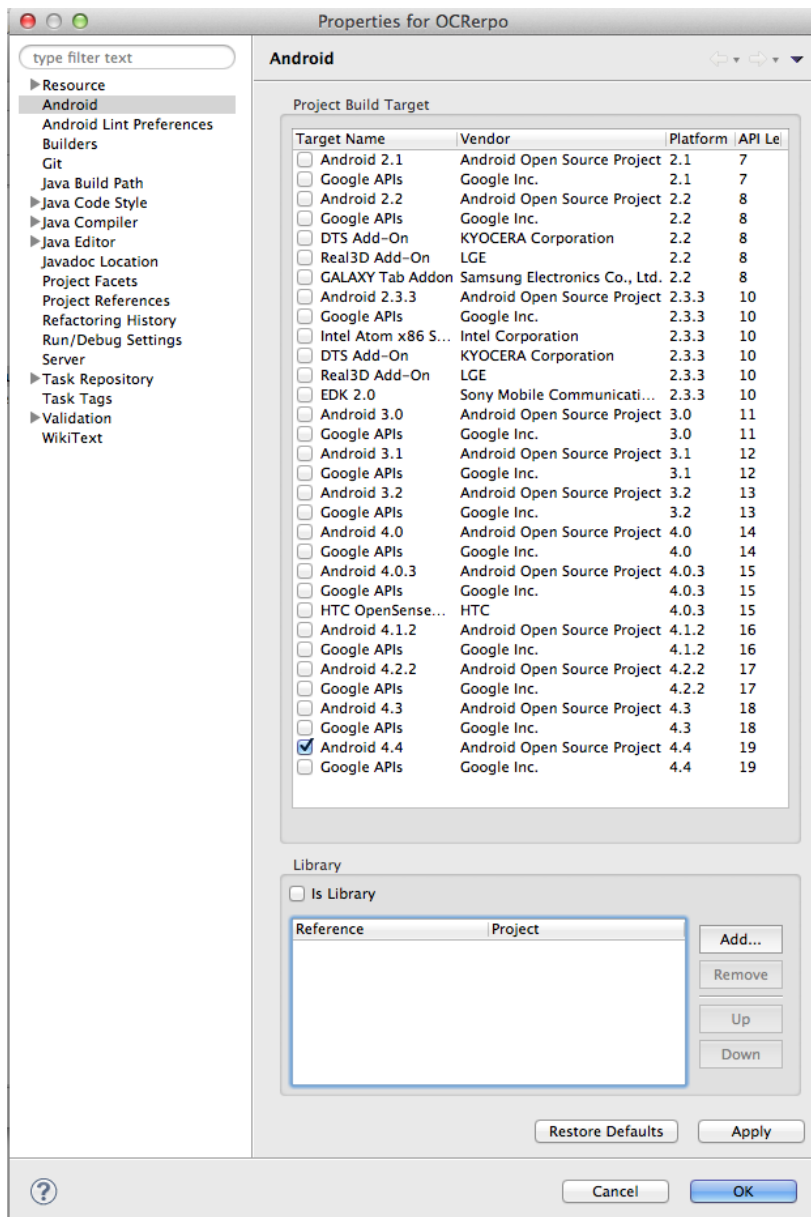 Properties for OCRerpo
type filter text
Resource
Android
Android Lint Preferences
Builders
Git
Java Build Path
Java Code Style
Java Compiler
Java Editor
Javadoc Location
Project Facets
Project References
Refactoring History
Run/Debug Settings
Server
Task Repository
Task Tags
Validation
WikiText
Android
Project Build Target
Target Name Vendor Platform API Le
Android 2.1 Android Open Source Project 2.1 7
Google APIs Google Inc. 2.1 7
Android 2.2 Android Open Source Project 2.2 8
Google APIs Google Inc. 2.2 8
DTS Add-On KYOCERA Corporation 2.2 8
Real3D Add-On LGE 2.2 8
GALAXY Tab Addon Samsung Electronics Co., Ltd. 2.2 8
Android 2.3.3 Android Open Source Project 2.3.3 10
Google APIs Google Inc. 2.3.3 10
Intel Atom x86 S... Intel Corporation 2.3.3 10
DTS Add-On KYOCERA Corporation 2.3.3 10
Real3D Add-On LGE 2.3.3 10
EDK 2.0 Sony Mobile Communicati... 2.3.3 10
Android 3.0 Android Open Source Project 3.0 11
Google APIs Google Inc. 3.0 11
Android 3.1 Android Open Source Project 3.1 12
Google APIs Google Inc. 3.1 12
Android 3.2 Android Open Source Project 3.2 13
Google APIs Google Inc. 3.2 13
Android 4.0 Android Open Source Project 4.0 14
Google APIs Google Inc. 4.0 14
Android 4.0.3 Android Open Source Project 4.0.3 15
Google APIs Google Inc. 4.0.3 15
HTC OpenSense... HTC 4.0.3 15
Android 4.1.2 Android Open Source Project 4.1.2 16
Google APIs Google Inc. 4.1.2 16
Android 4.2.2 Android Open Source Project 4.2.2 17
Google APIs Google Inc. 4.2.2 17
Android 4.3 Android Open Source Project 4.3 18
Google APIs Google Inc. 4.3 18
Android 4.4 Android Open Source Project 4.4 19
Google APIs Google Inc. 4.4 19
Library
Is Library
Reference Project
Add...
Remove
Up
Down
Restore Defaults Apply
? Cancel OK